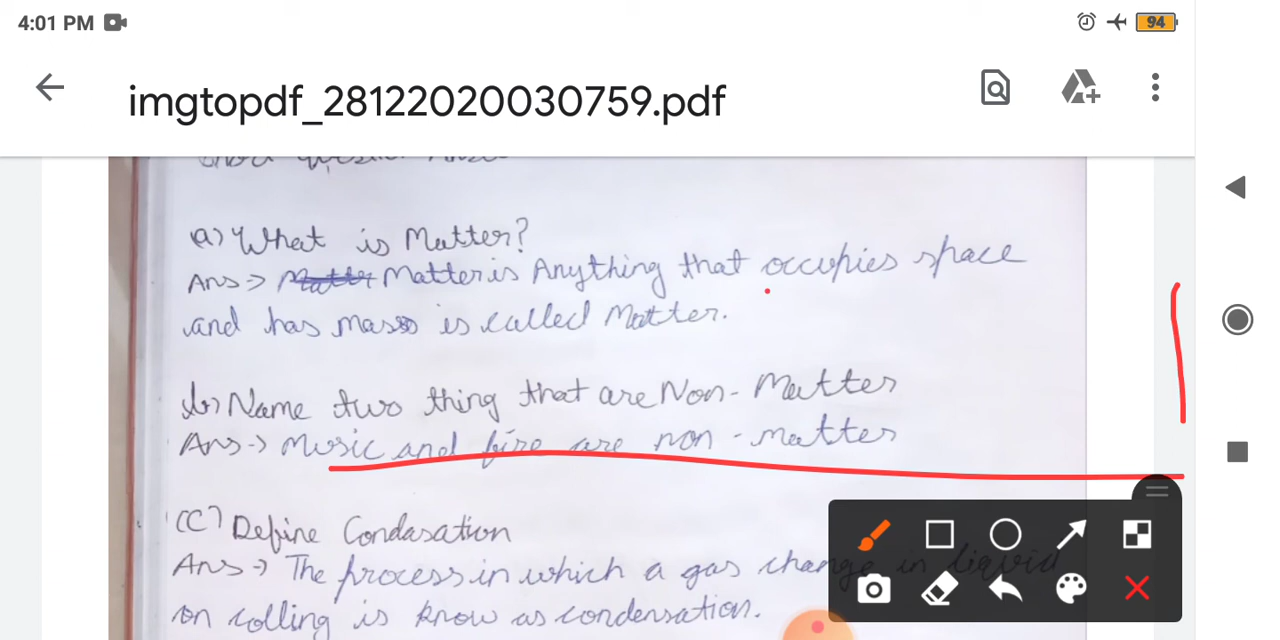 4:01 PM
94
imgtopdf_28122020030759.pdf
a) What is Matter?
Ans-> Matter is Anything that occupies space
and has mass is called Matter.
b) Name two thing that are Non-Matter
Ans-> Music and fire are non-matter
(C) Define Condasation
Ans-> The process in which a gas change in liquid
on colling is know as condensation.